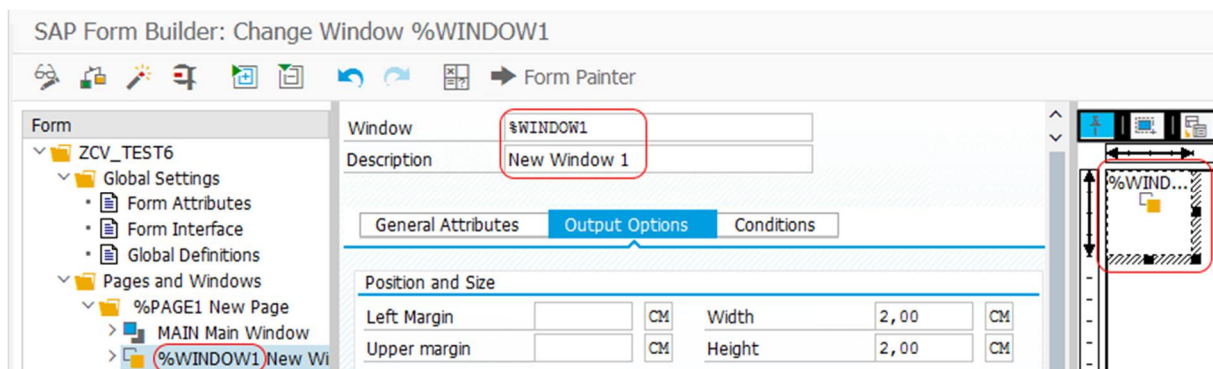 SAP Form Builder: Change Window %WINDOW1
Form Painter
Form
ZCV_TEST6
Global Settings
Form Attributes
Form Interface
Global Definitions
Pages and Windows
%PAGE1 New Page
MAIN Main Window
%WINDOW1 New Wi
Window %WINDOW1
Description New Window 1
General Attributes Output Options Conditions
Position and Size
Left Margin CM Width 2,00 CM
Upper margin CM Height 2,00 CM
%WIND...